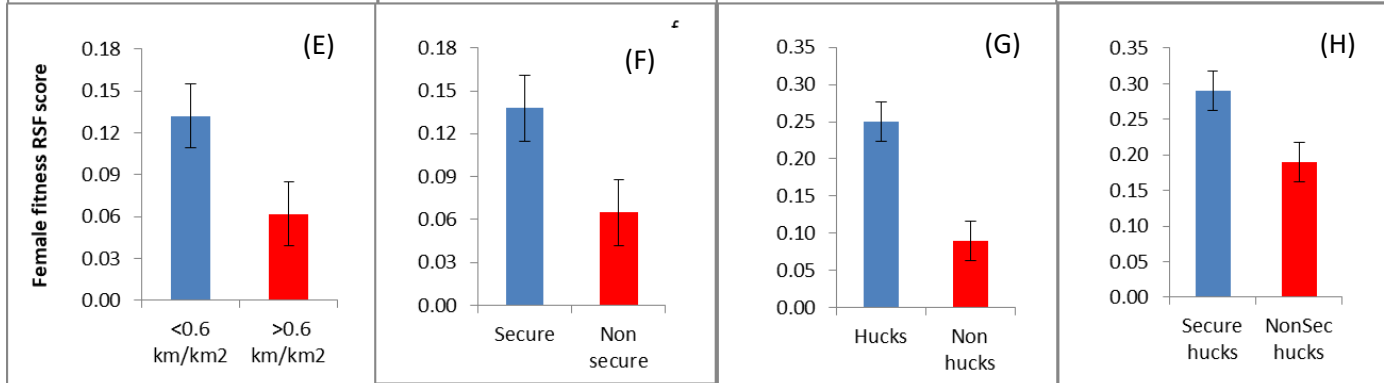 Female fitness RSF score
(E)
0.18
0.15
0.12
0.09
0.06
0.03
0.00
<0.6
km/km2
>0.6
km/km2
(F)
0.18
0.15
0.12
0.09
0.06
0.03
0.00
Secure
Non
secure
(G)
0.35
0.30
0.25
0.20
0.15
0.10
0.05
0.00
Hucks
Non
hucks
(H)
0.35
0.30
0.25
0.20
0.15
0.10
0.05
0.00
Secure
hucks
NonSec
hucks